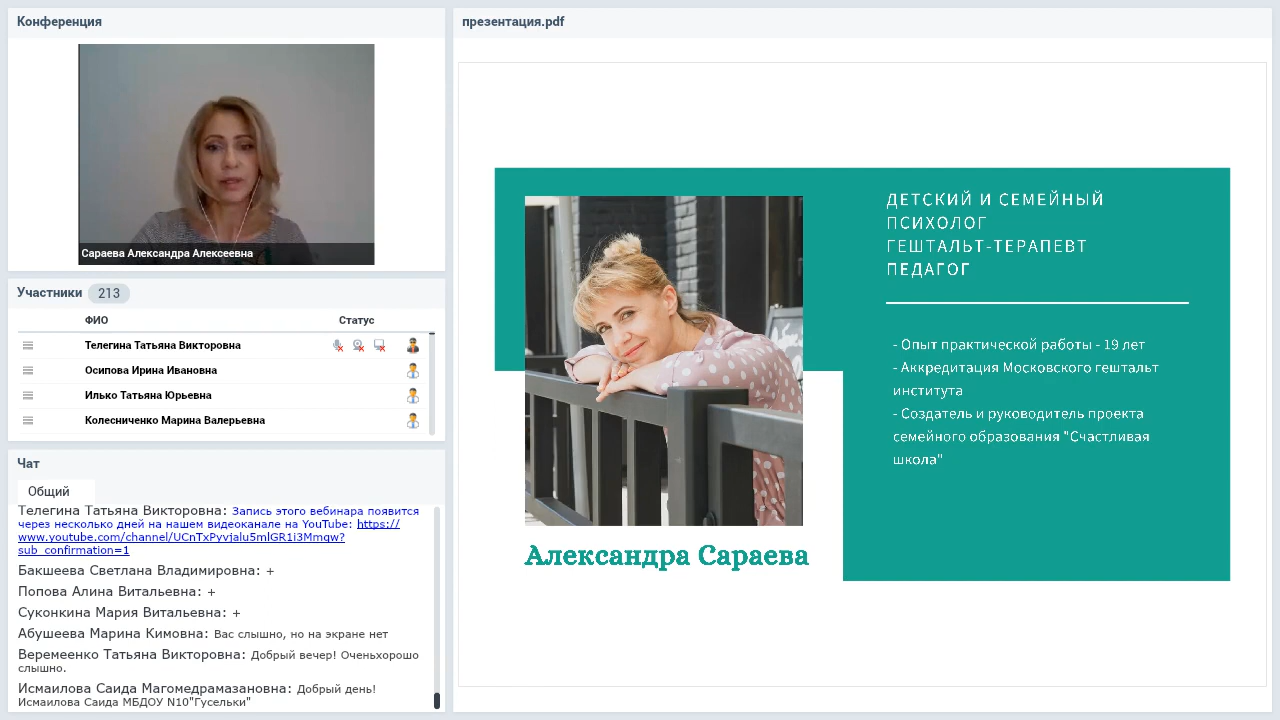 Конференция
Сараева Александра Алексеевна
Участники 213
ФИО Статус
Телегина Татьяна Викторовна
Осипова Ирина Ивановна
Илько Татьяна Юрьевна
Колесниченко Марина Валерьевна
Чат
Общий
Телегина Татьяна Викторовна: Запись этого вебинара появится
через несколько дней на нашем видеоканале на YouTube: https://
www.youtube.com/channel/UCnTxPyvjalu5mlGR1i3Mmqw?
sub_confirmation=1
Бакшеева Светлана Владимировна: +
Попова Алина Витальевна: +
Суконкина Мария Витальевна: +
Абушеева Марина Кимовна: Вас слышно, но на экране нет
Веремеенко Татьяна Викторовна: Добрый вечер! Оченьхорошо
слышно.
Исмаилова Саида Магомедрамазановна: Добрый день!
Исмаилова Саида МБДОУ N10"Гусельки"
презентация.pdf
Александра Сараева
ДЕТСКИЙ И СЕМЕЙНЫЙ
ПСИХОЛОГ
ГЕШТАЛЬТ-ТЕРАПЕВТ
ПЕДАГОГ
- Опыт практической работы - 19 лет
- Аккредитация Московского гештальт
института
- Создатель и руководитель проекта
семейного образования "Счастливая
школа"